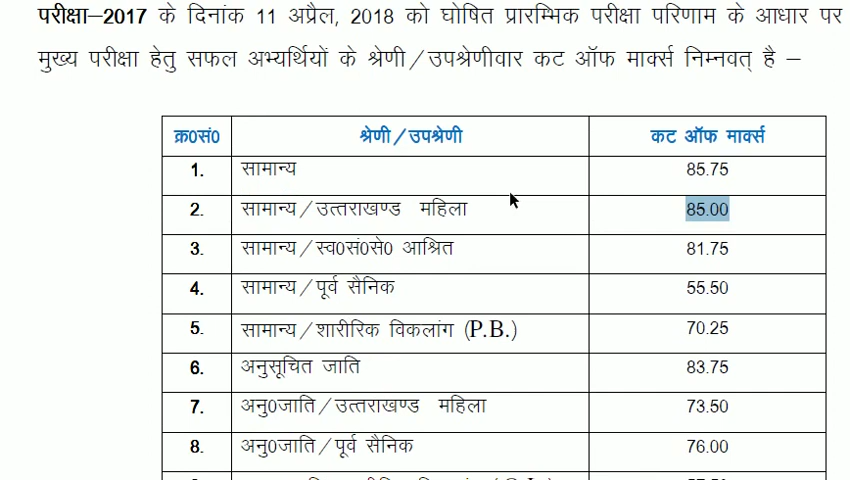 परीक्षा–2017 के दिनांक 11 अप्रैल, 2018 को घोषित प्रारम्भिक परीक्षा परिणाम के आधार पर
मुख्य परीक्षा हेतु सफल अभ्यर्थियों के श्रेणी/उपश्रेणीवार कट ऑफ मार्क्स निम्नवत् है –
क्र0सं0 श्रेणी/उपश्रेणी कट ऑफ मार्क्स
1. सामान्य 85.75
2. सामान्य/उत्तराखण्ड महिला 85.00
3. सामान्य/स्व0सं0से0 आश्रित 81.75
4. सामान्य/पूर्व सैनिक 55.50
5. सामान्य/शारीरिक विकलांग (P.B.) 70.25
6. अनुसूचित जाति 83.75
7. अनु0जाति/उत्तराखण्ड महिला 73.50
8. अनु0जाति/पूर्व सैनिक 76.00